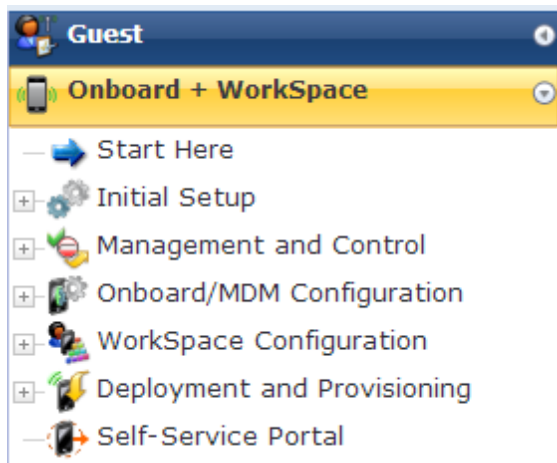 Guest
Onboard + WorkSpace
Start Here
Initial Setup
Management and Control
Onboard/MDM Configuration
WorkSpace Configuration
Deployment and Provisioning
Self-Service Portal